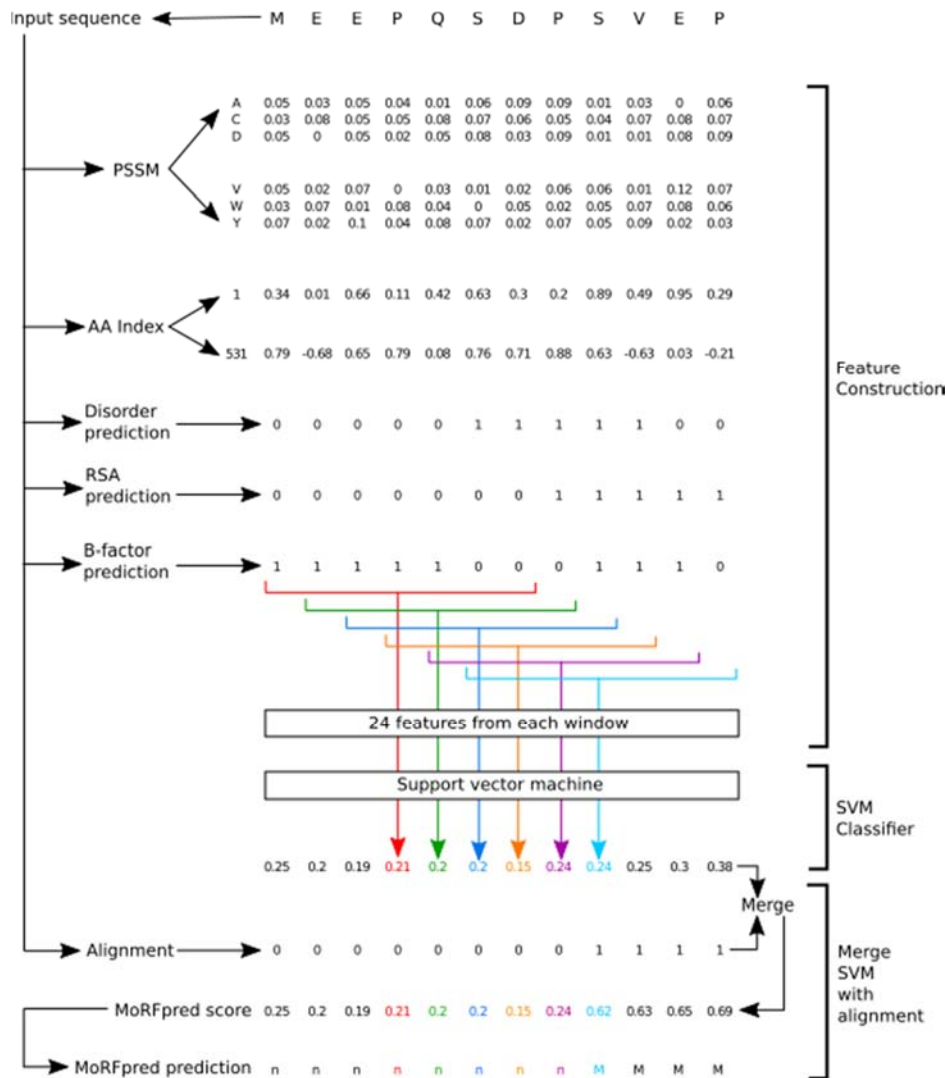 Input sequence M E E P Q S D P S V E P
A 0.05 0.03 0.05 0.04 0.01 0.06 0.09 0.09 0.01 0.03 0 0.06
C 0.03 0.08 0.05 0.05 0.08 0.07 0.06 0.05 0.04 0.07 0.08 0.07
D 0.05 0 0.05 0.02 0.05 0.08 0.03 0.09 0.01 0.01 0.08 0.09
PSSM
V 0.05 0.02 0.07 0 0.03 0.01 0.02 0.06 0.06 0.01 0.12 0.07
W 0.03 0.07 0.01 0.08 0.04 0 0.05 0.02 0.05 0.07 0.08 0.06
Y 0.07 0.02 0.1 0.04 0.08 0.07 0.02 0.07 0.05 0.09 0.02 0.03
1 0.34 0.01 0.66 0.11 0.42 0.63 0.3 0.2 0.89 0.49 0.95 0.29
AA Index
531 0.79 -0.68 0.65 0.79 0.08 0.76 0.71 0.88 0.63 -0.63 0.03 -0.21
Feature
Construction
Disorder
prediction 0 0 0 0 0 1 1 1 1 1 0 0
RSA
prediction 0 0 0 0 0 0 0 1 1 1 1 1
B-factor
prediction 1 1 1 1 1 0 0 0 1 1 1 0
24 features from each window
Support vector machine
SVM
Classifier
0.25 0.2 0.19 0.21 0.2 0.2 0.15 0.24 0.24 0.25 0.3 0.38
Merge
Alignment 0 0 0 0 0 0 0 0 1 1 1 1
Merge
SVM
with
alignment
MoRFpred score 0.25 0.2 0.19 0.21 0.2 0.2 0.15 0.24 0.62 0.63 0.65 0.69
MoRFpred prediction n n n n n n n n M M M M